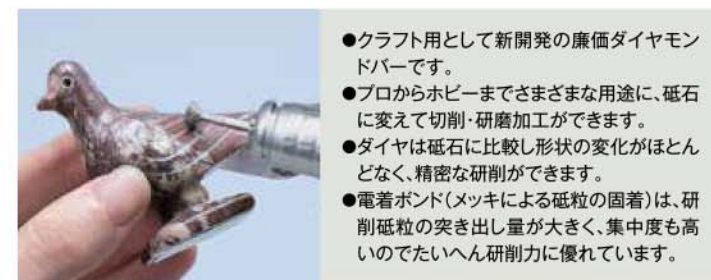 ●クラフト用として新開発の廉価ダイヤモン
ドバーです。
●プロからホビーまでさまざまな用途に、砥石
に変えて切削・研磨加工ができます。
●ダイヤは砥石に比較し形状の変化がほとん
どなく、精密な研削ができます。
●電着ボンド(メッキによる砥粒の固着)は、研
削砥粒の突き出し量が大きく、集中度も高
いのでたいへん研削力に優れています。